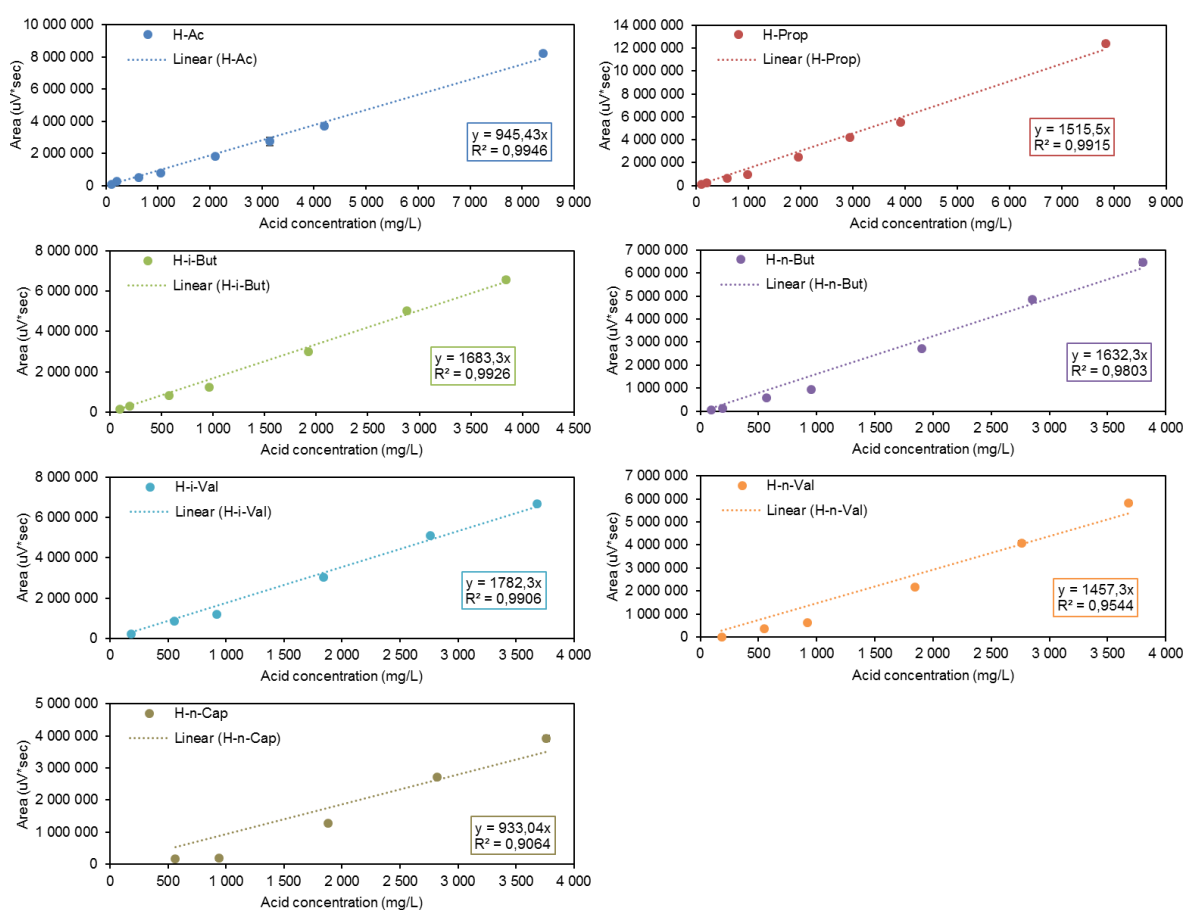 H-Ac
Linear (H-Ac)
Area (uV*sec)
10 000 000
8 000 000
6 000 000
4 000 000
2 000 000
0
y = 945,43x
R² = 0,9946
0 1 000 2 000 3 000 4 000 5 000 6 000 7 000 8 000 9 000
Acid concentration (mg/L)
H-Prop
Linear (H-Prop)
Area (uV*sec)
14 000 000
12 000 000
10 000 000
8 000 000
6 000 000
4 000 000
2 000 000
0
y = 1515,5x
R² = 0,9915
0 1 000 2 000 3 000 4 000 5 000 6 000 7 000 8 000 9 000
Acid concentration (mg/L)
H-i-But
Linear (H-i-But)
Area (uV*sec)
8 000 000
6 000 000
4 000 000
2 000 000
0
y = 1683,3x
R² = 0,9926
0 500 1 000 1 500 2 000 2 500 3 000 3 500 4 000 4 500
Acid concentration (mg/L)
H-n-But
Linear (H-n-But)
Area (uV*sec)
7 000 000
6 000 000
5 000 000
4 000 000
3 000 000
2 000 000
1 000 000
0
y = 1632,3x
R² = 0,9803
0 500 1 000 1 500 2 000 2 500 3 000 3 500 4 000
Acid concentration (mg/L)
H-i-Val
Linear (H-i-Val)
Area (uV*sec)
8 000 000
6 000 000
4 000 000
2 000 000
0
y = 1782,3x
R² = 0,9906
0 500 1 000 1 500 2 000 2 500 3 000 3 500 4 000
Acid concentration (mg/L)
H-n-Val
Linear (H-n-Val)
Area (uV*sec)
7 000 000
6 000 000
5 000 000
4 000 000
3 000 000
2 000 000
1 000 000
0
y = 1457,3x
R² = 0,9544
0 500 1 000 1 500 2 000 2 500 3 000 3 500 4 000
Acid concentration (mg/L)
H-n-Cap
Linear (H-n-Cap)
Area (uV*sec)
5 000 000
4 000 000
3 000 000
2 000 000
1 000 000
0
y = 933,04x
R² = 0,9064
0 500 1 000 1 500 2 000 2 500 3 000 3 500 4 000
Acid concentration (mg/L)